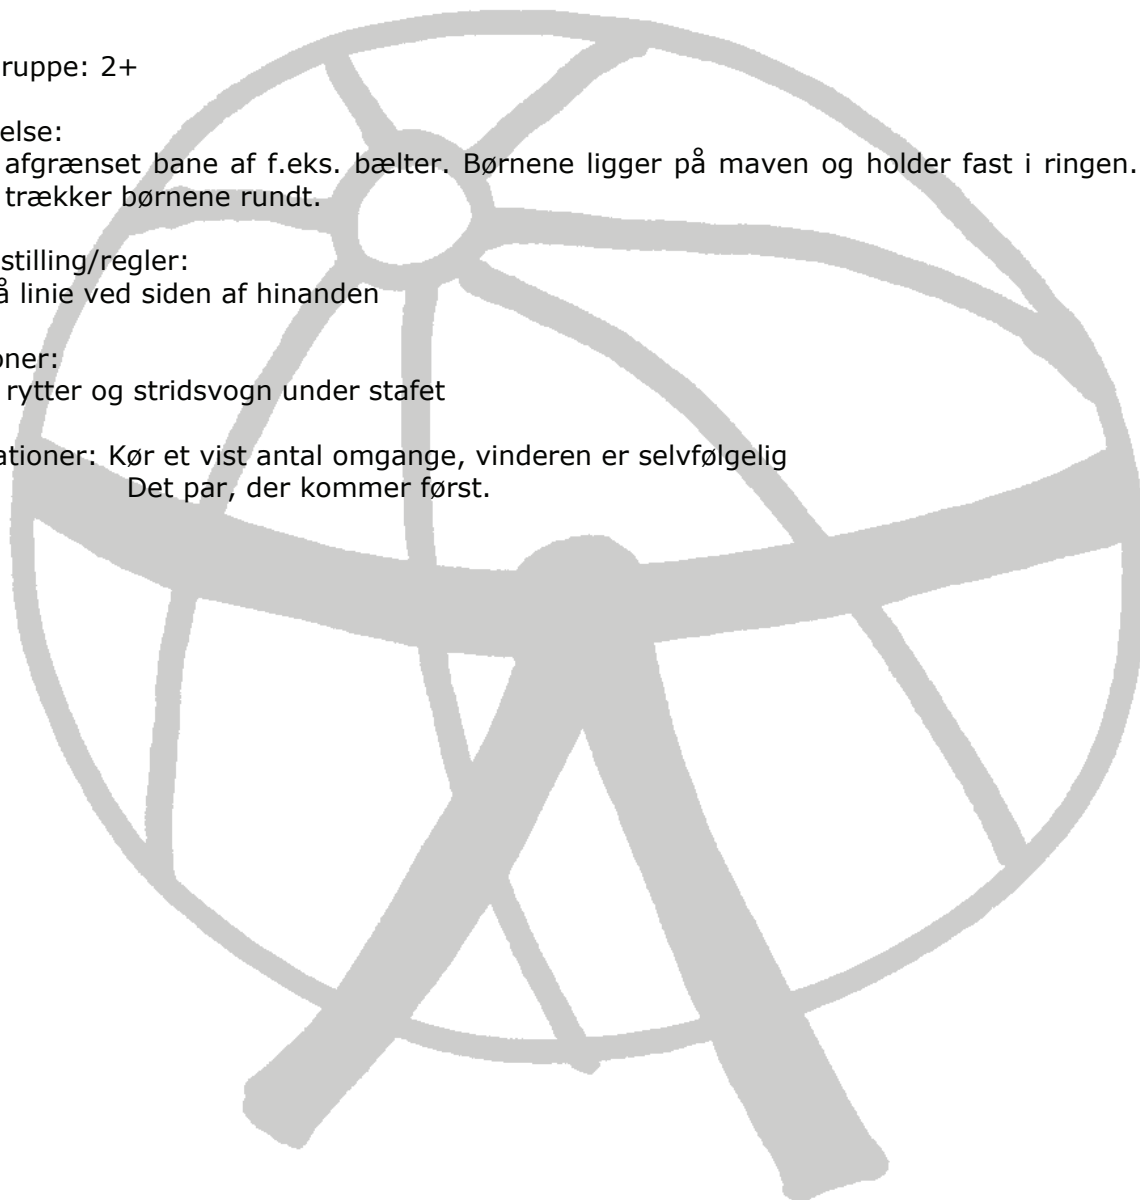 ruppe: 2+
else:
afgrænset bane af f.eks. bælter. Børnene ligger på maven og holder fast i ringen.
trækker børnene rundt.
stilling/regler:
å linie ved siden af hinanden
oner:
rytter og stridsvogn under stafet
ationer: Kør et vist antal omgange, vinderen er selvfølgelig
Det par, der kommer først.